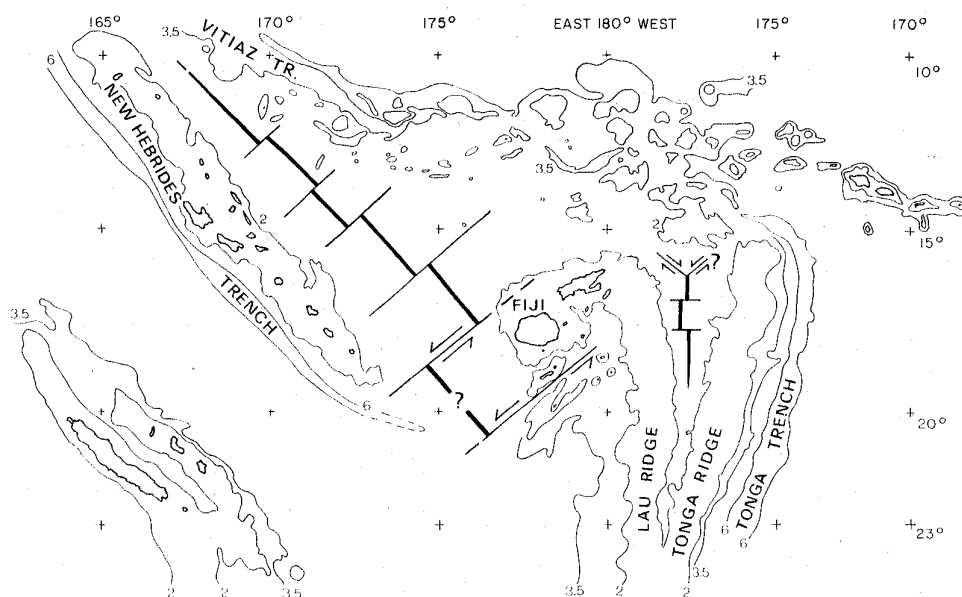 165° 170° 175° EAST 180° WEST 175° 170°
3.5
VITIAZ TR.
6
10°
3.5
NEW HEBRIDES
TRENCH
3.5
2
2
15°
?
FIJI
3.5
6
?
20°
LAU RIDGE
TONGA RIDGE
TONGA TRENCH
6
6
23°
2
2
3.5
3.5
2
2
3.5